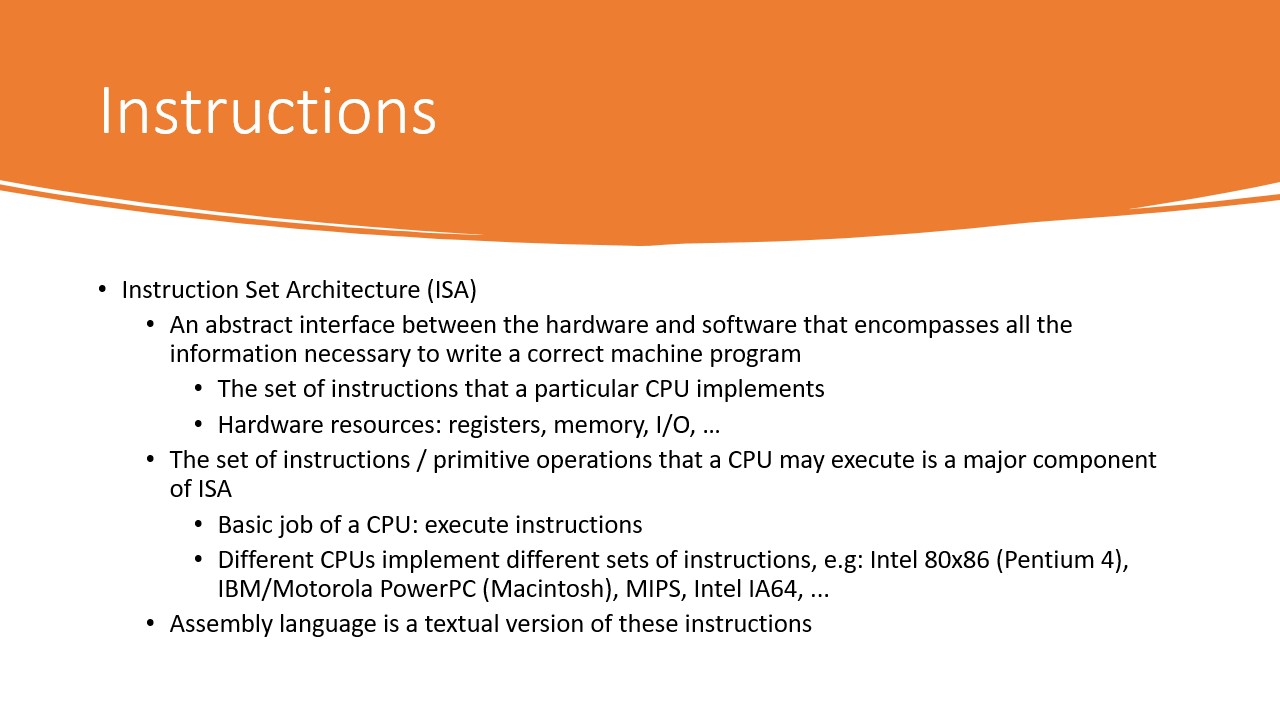 Instructions
• Instruction Set Architecture (ISA)
• An abstract interface between the hardware and software that encompasses all the
information necessary to write a correct machine program
• The set of instructions that a particular CPU implements
• Hardware resources: registers, memory, I/O, …
• The set of instructions / primitive operations that a CPU may execute is a major component
of ISA
• Basic job of a CPU: execute instructions
• Different CPUs implement different sets of instructions, e.g: Intel 80x86 (Pentium 4),
IBM/Motorola PowerPC (Macintosh), MIPS, Intel IA64, ...
• Assembly language is a textual version of these instructions